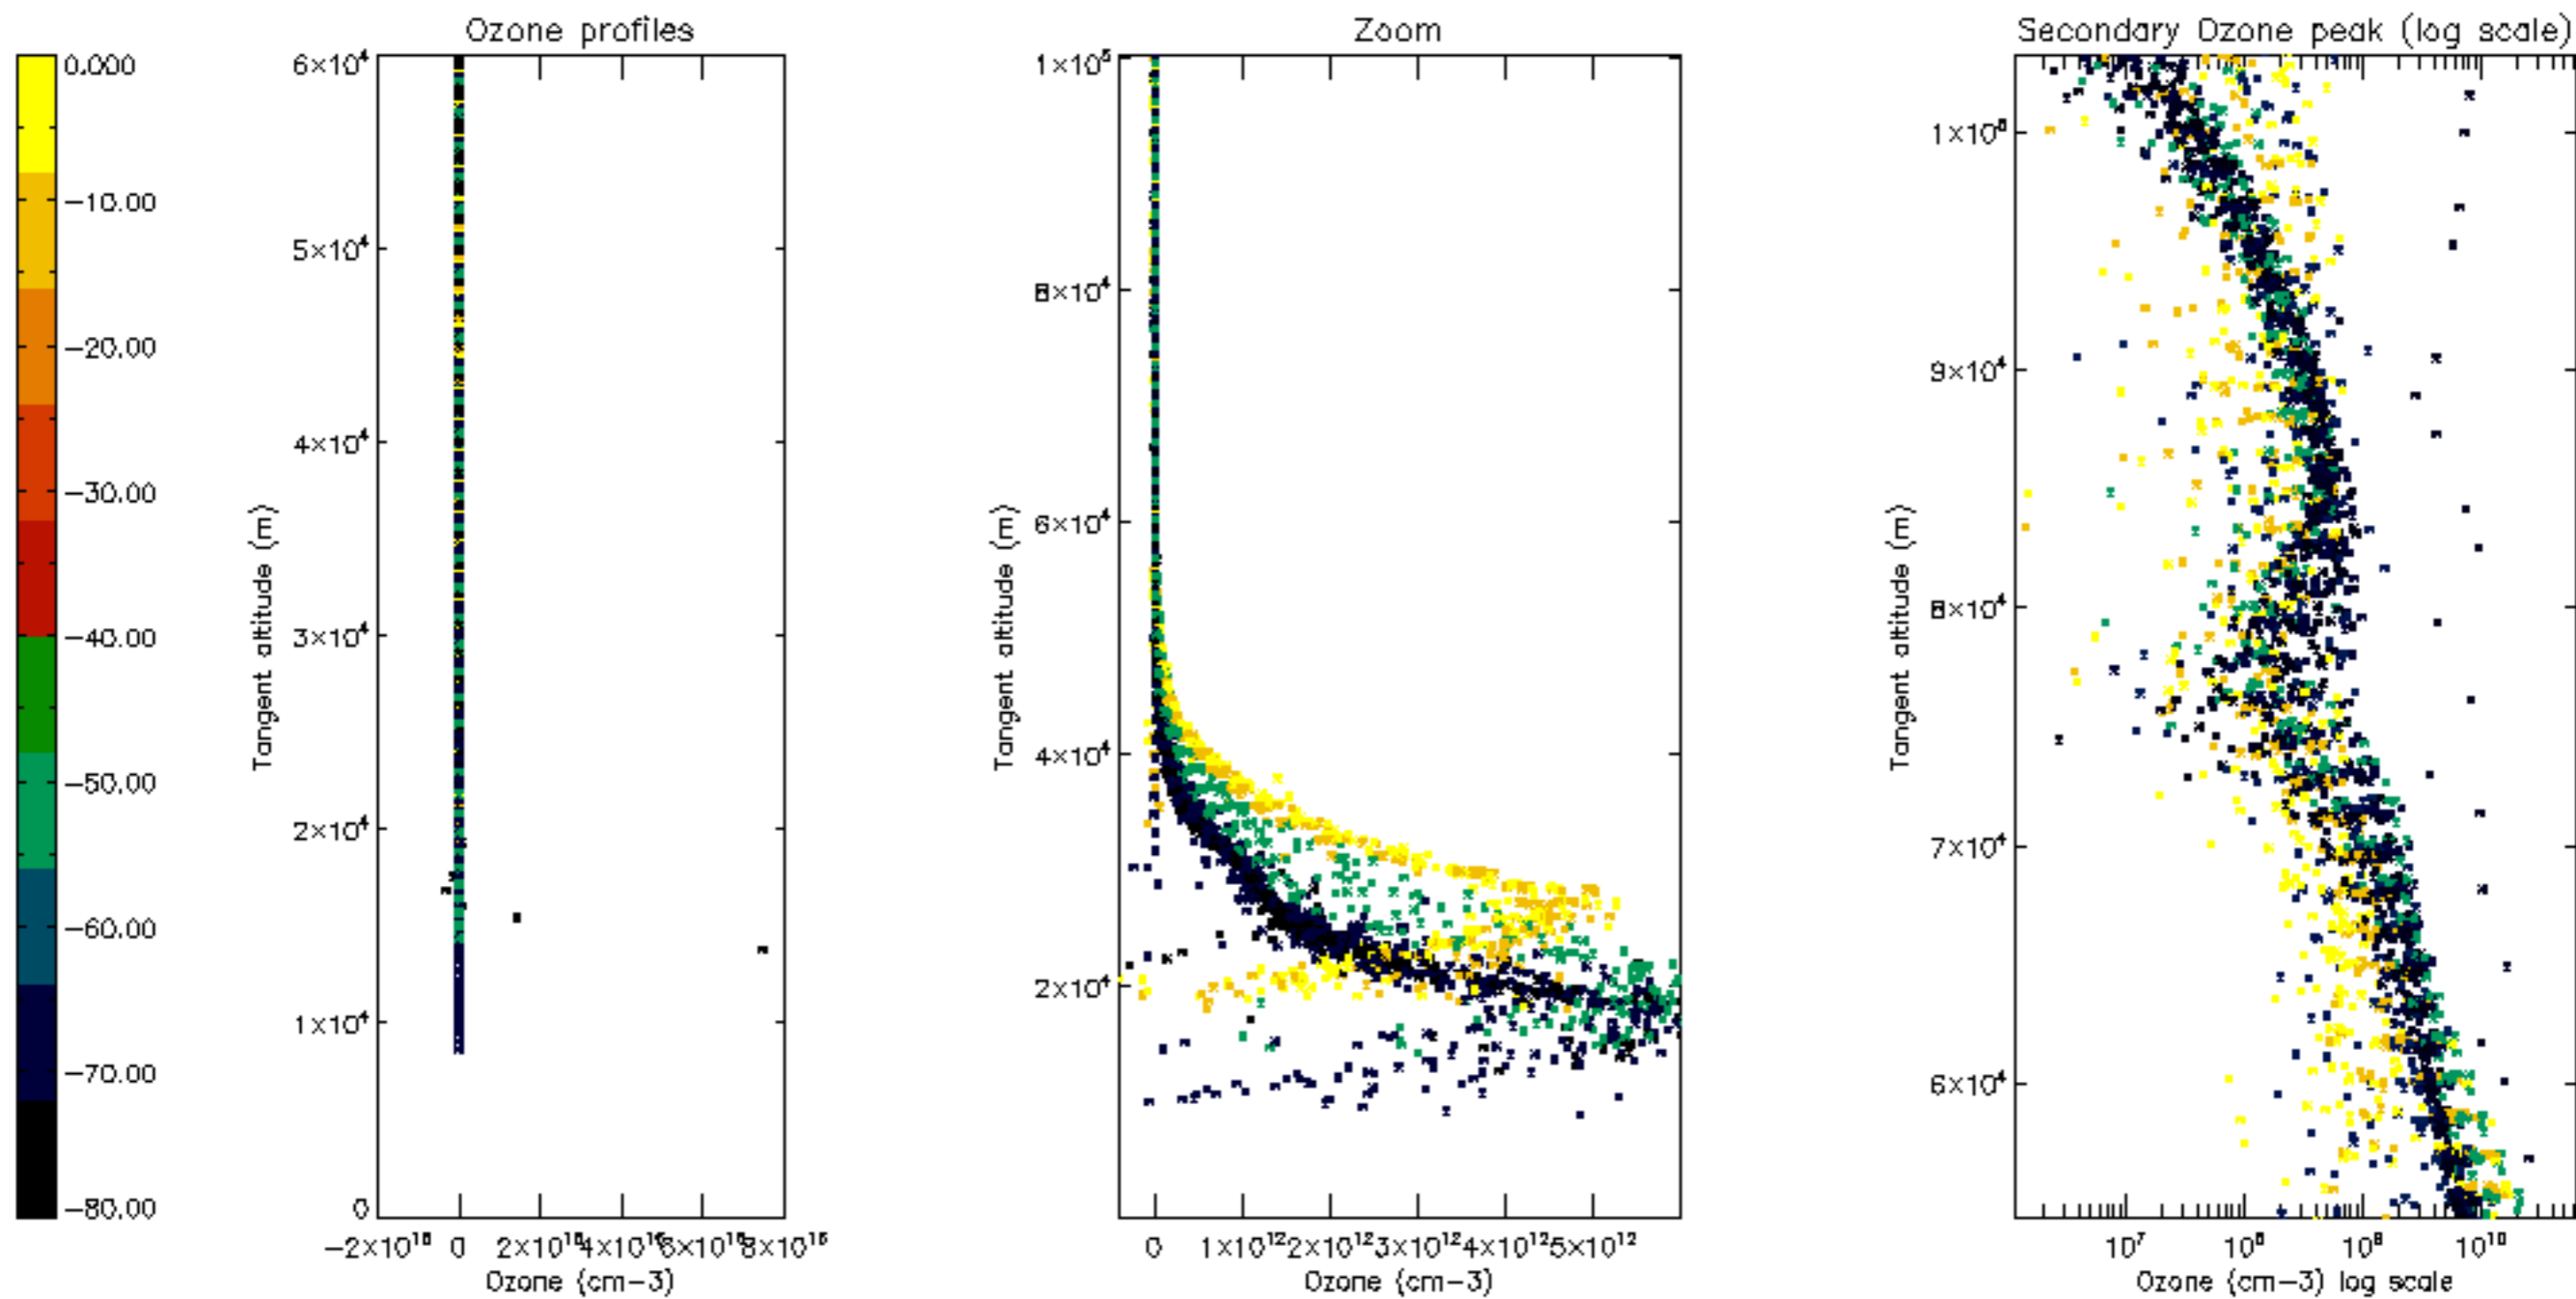 Ozone profiles
Zoom
Secondary Ozone peak (log scale)
0.000
−10.00
−20.00
−30.00
−40.00
−50.00
−60.00
−70.00
−80.00
6×10⁴
5×10⁴
4×10⁴
3×10⁴
2×10⁴
1×10⁴
0
Tangent altitude (m)
0
Ozone (cm−3)
1×10⁵
8×10⁴
6×10⁴
4×10⁴
2×10⁴
Tangent altitude (m)
0 1×10¹² 2×10¹² 3×10¹² 4×10¹² 5×10¹²
Ozone (cm−3)
9×10⁴
8×10⁴
7×10⁴
6×10⁴
Tangent altitude (m)
10⁷ 10⁸ 10⁹ 10¹⁰
Ozone (cm−3) log scale